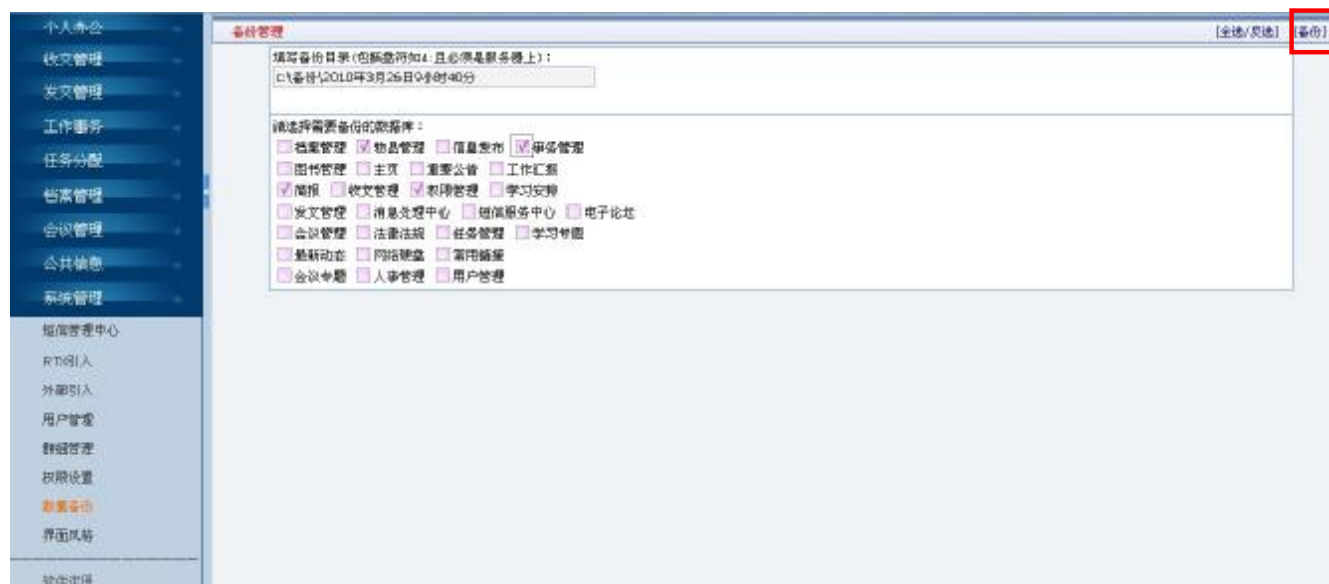 个人办公
收文管理
发文管理
工作事务
任务分配
档案管理
会议管理
公共信息
系统管理
短信管理中心
RTX引入
外部引入
用户管理
群组管理
权限设置
数据备份
界面风格
备份管理 [全选/反选] [备份]
填写备份目录(包括盘符如d:且必须是服务器上):
c:\备份\2010年3月26日9小时40分
请选择需要备份的数据库:
档案管理 物品管理 信息发布 事务管理
图书管理 主页 重要公告 工作汇报
简报 收文管理 权限管理 学习安排
发文管理 消息处理中心 短信服务中心 电子论坛
会议管理 法律法规 任务管理 学习专题
最新动态 网络硬盘 常用链接
会议专题 人事管理 用户管理